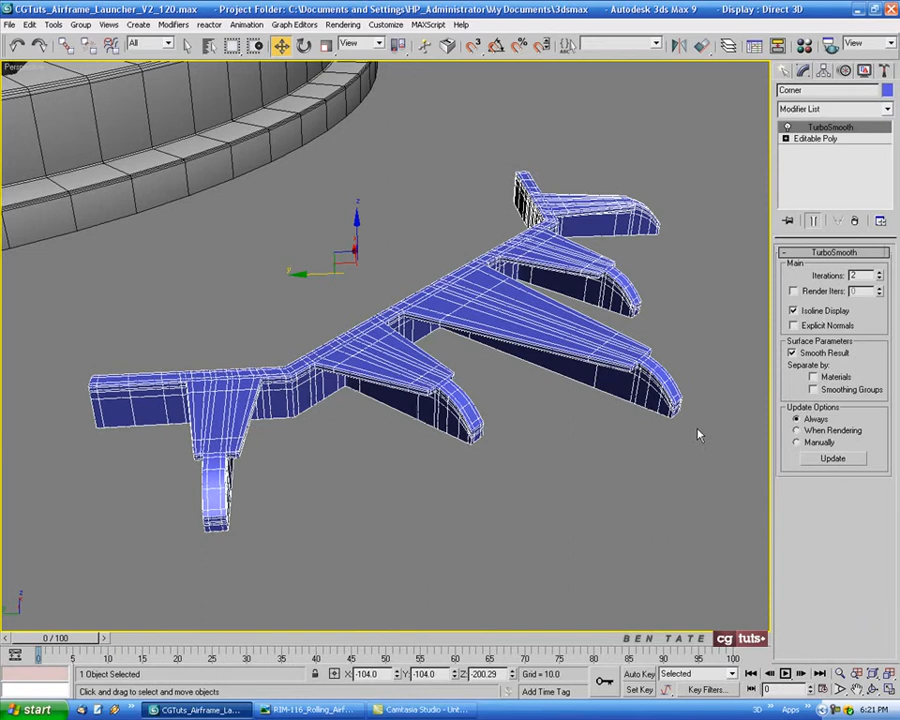 CGTuts_Airframe_Launcher_V2_120.max - Project Folder: C:\Documents and Settings\HP_Administrator\My Documents\3dsmax - Autodesk 3ds Max 9 - Display : Direct 3D
File Edit Tools Group Views Create Modifiers reactor Animation Graph Editors Rendering Customize MAXScript Help
All View View
Perspective
Corner
Modifier List
TurboSmooth
Editable Poly
TurboSmooth
Main
Iterations: 2
Render Iters: 0
Isoline Display
Explicit Normals
Surface Parameters
Smooth Result
Separate by:
Materials
Smoothing Groups
Update Options
Always
When Rendering
Manually
Update
z
y
z
0 / 100
BEN TATE cg tuts+
0 5 10 15 20 25 30 35 40 45 50 55 60 65 70 75 80 85 90 95 100
1 Object Selected X: -104.0 Y: -104.0 Z: -200.29 Grid = 10.0 Auto Key Selected
Click and drag to select and move objects Add Time Tag Set Key Key Filters... 0
start CGTuts_Airframe_La... RIM-116_Rolling_Airf... Camtasia Studio - Unt... 3D Apps 6:21 PM